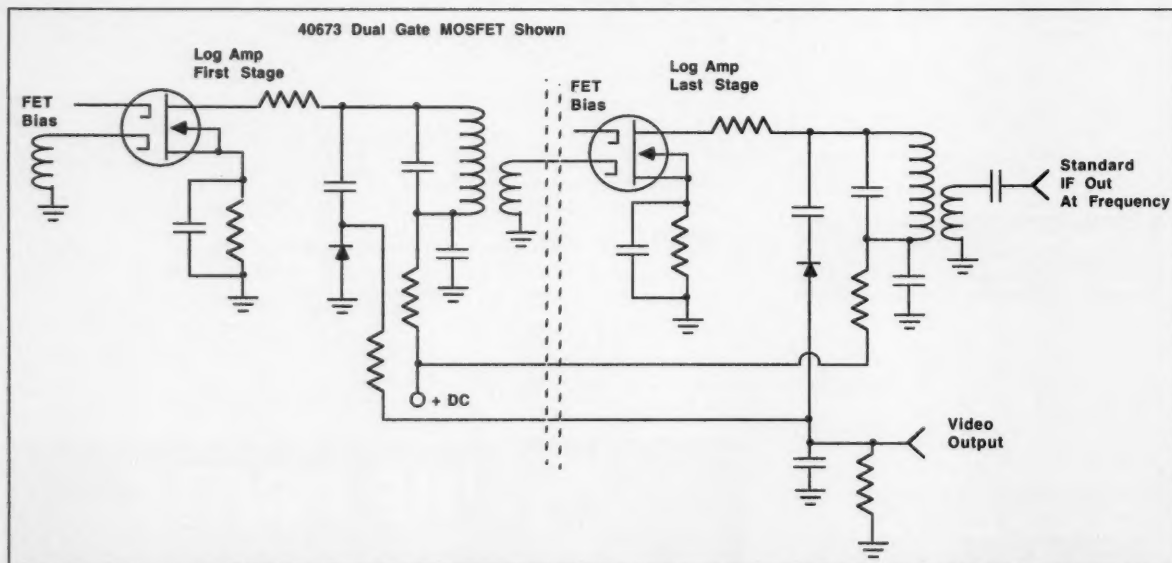 40673 Dual Gate MOSFET Shown
Log Amp
First Stage
FET
Bias
Log Amp
Last Stage
FET
Bias
Standard
IF Out
At Frequency
+ DC
Video
Output